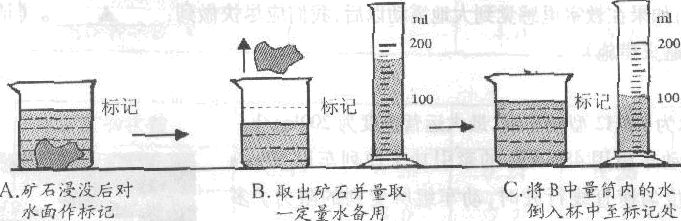 ml
200
100
标记
A.矿石浸没后对
水面作标记
标记
B.取出矿石并量取
一定量水备用
ml
200
100
标记
C.将B中量筒内的水
倒入杯中至标记处